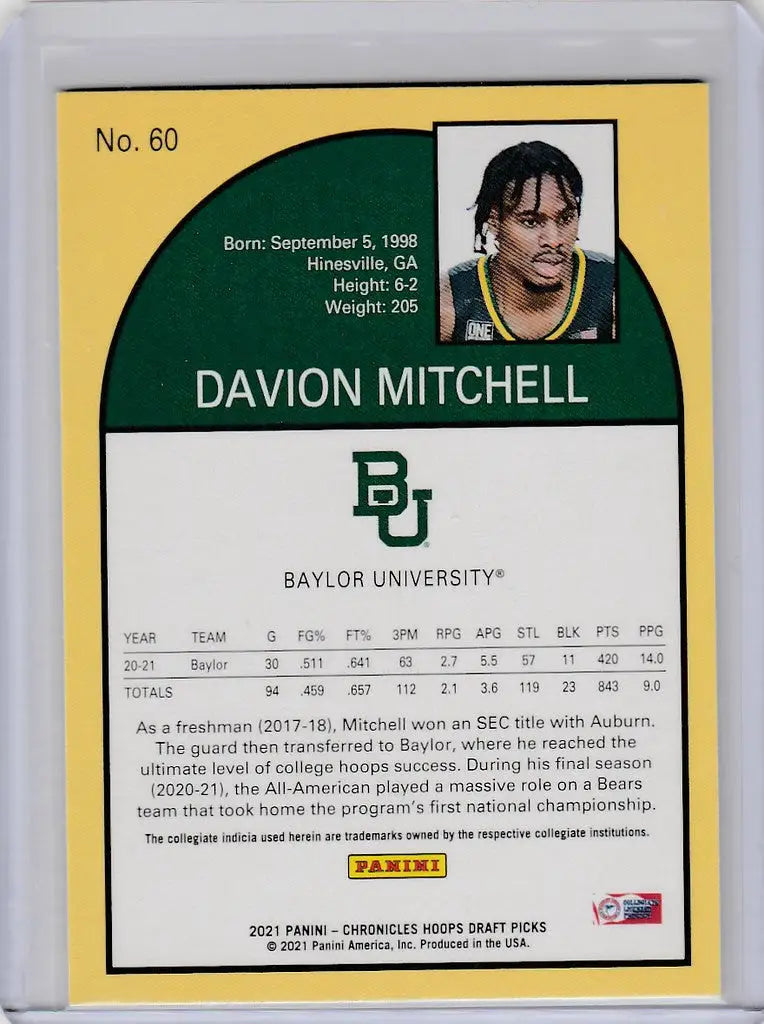 No. 60
Born: September 5, 1998
Hinesville, GA
Height: 6-2
Weight: 205
ONE
DAVION MITCHELL
BU
BAYLOR UNIVERSITY®
YEAR TEAM G FG% FT% 3PM RPG APG STL BLK PTS PPG
20-21 Baylor 30 .511 .641 63 2.7 5.5 57 11 420 14.0
TOTALS 94 .459 .657 112 2.1 3.6 119 23 843 9.0
As a freshman (2017-18), Mitchell won an SEC title with Auburn.
The guard then transferred to Baylor, where he reached the
ultimate level of college hoops success. During his final season
(2020-21), the All-American played a massive role on a Bears
team that took home the program's first national championship.
The collegiate indicia used herein are trademarks owned by the respective collegiate institutions.
PANINI
2021 PANINI – CHRONICLES HOOPS DRAFT PICKS
© 2021 Panini America, Inc. Produced in the USA.